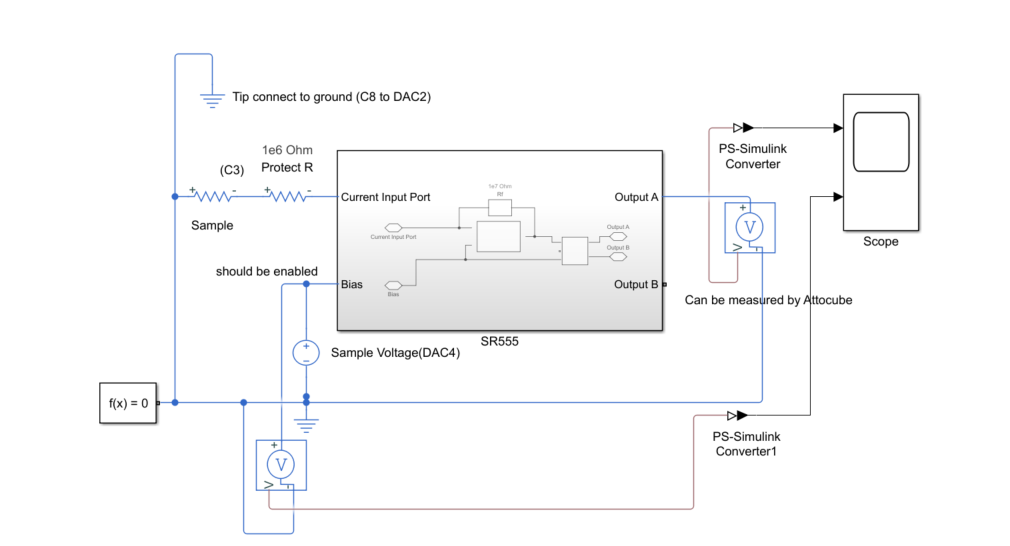 Tip connect to ground (C8 to DAC2)
1e6 Ohm
Protect R
(C3)
+
-
+
-
Sample
Current Input Port
Output A
1e7 Ohm
Rf
Current Input Port
Output A
Output B
Bias
+
should be enabled
Bias
Output B
SR555
+
−
Sample Voltage(DAC4)
PS-Simulink
Converter
Scope
+
V
V
-
Can be measured by Attocube
f(x) = 0
PS-Simulink
Converter1
+
V
V
-